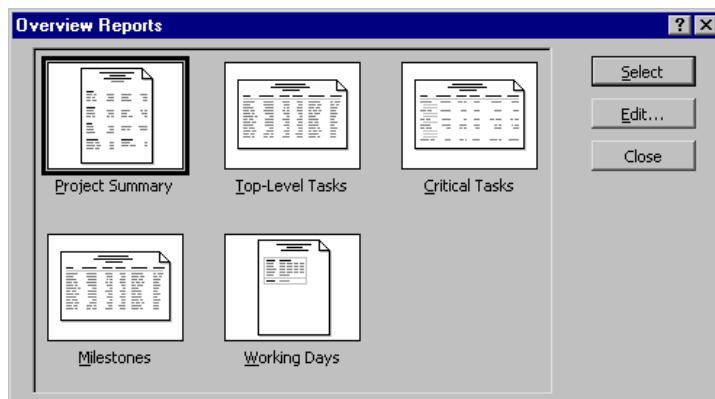 Overview Reports
Select
Edit...
Close
Project Summary
Top-Level Tasks
Critical Tasks
Milestones
Working Days